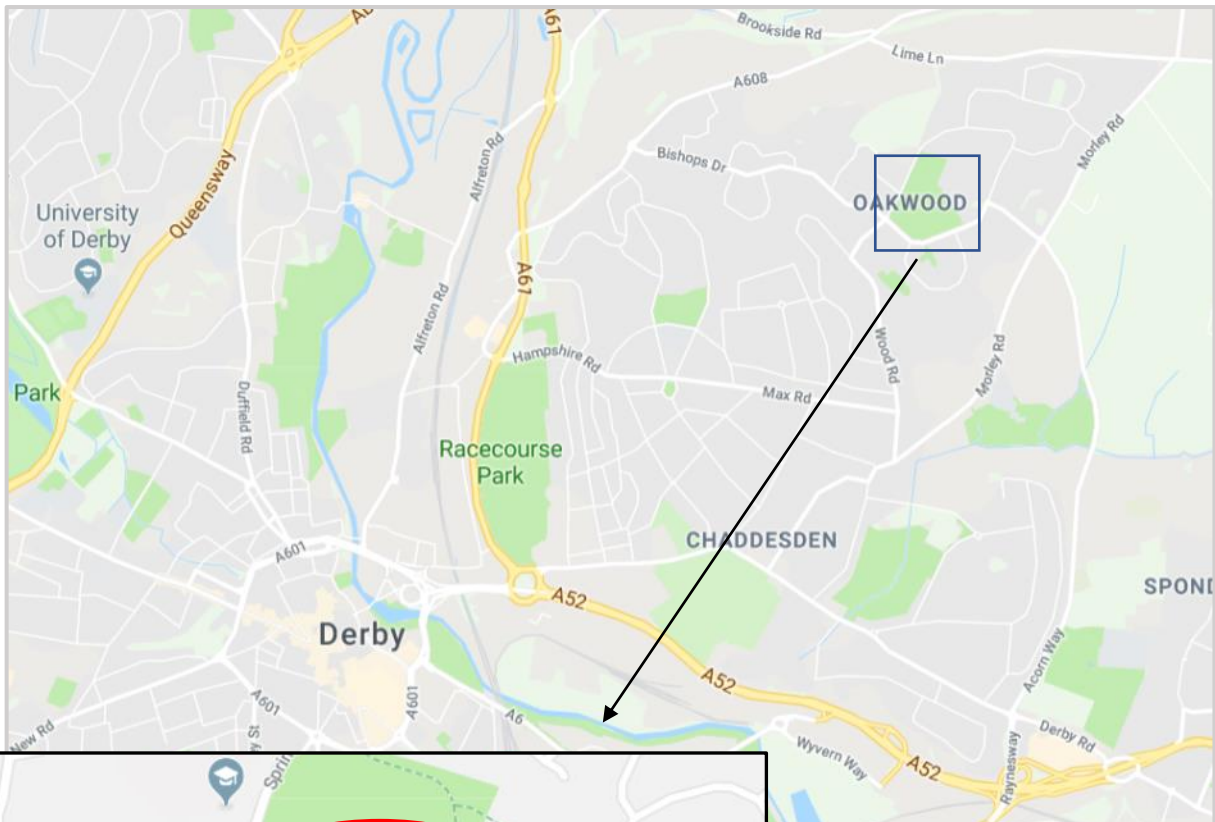 A61
Brookside Rd
Lime Ln
A608
Morley Rd
Alfreton Rd
Bishops Dr
Queensway
University
of Derby
OAKWOOD
A61
Alfreton Rd
Hampshire Rd
Wood Rd
Morley Rd
Park
Duffield Rd
Max Rd
Racecourse
Park
CHADDESDEN
A601
A52
SPOND
Derby
Acorn Way
A52
A601
A601
A6
New Rd
Derby Rd
Wyvern Way
A52
Raynesway